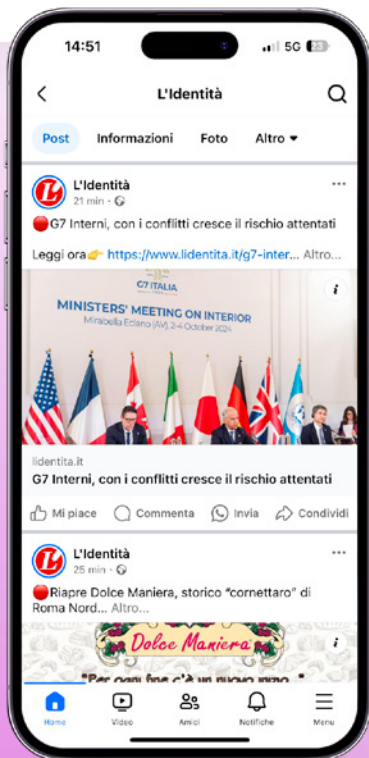 14:51
5G 23
L'Identità
Post Informazioni Foto Altro
L'Identità
21 min
G7 Interni, con i conflitti cresce il rischio attentati
Leggi ora👉 https://www.lidentita.it/g7-inter... Altro...
G7 ITALIA
MINISTERS' MEETING ON INTERIOR
Mirabella Eclano (AV), 2-4 October 2024
lidentita.it
G7 Interni, con i conflitti cresce il rischio attentati
Mi piace Commenta Invia Condividi
L'Identità
25 min
Riapre Dolce Maniera, storico “cornettaro” di
Roma Nord... Altro...
Dolce Maniera
"Per ogni fine c'è un nuovo inizo "
Home Video Amici Notifiche Menu